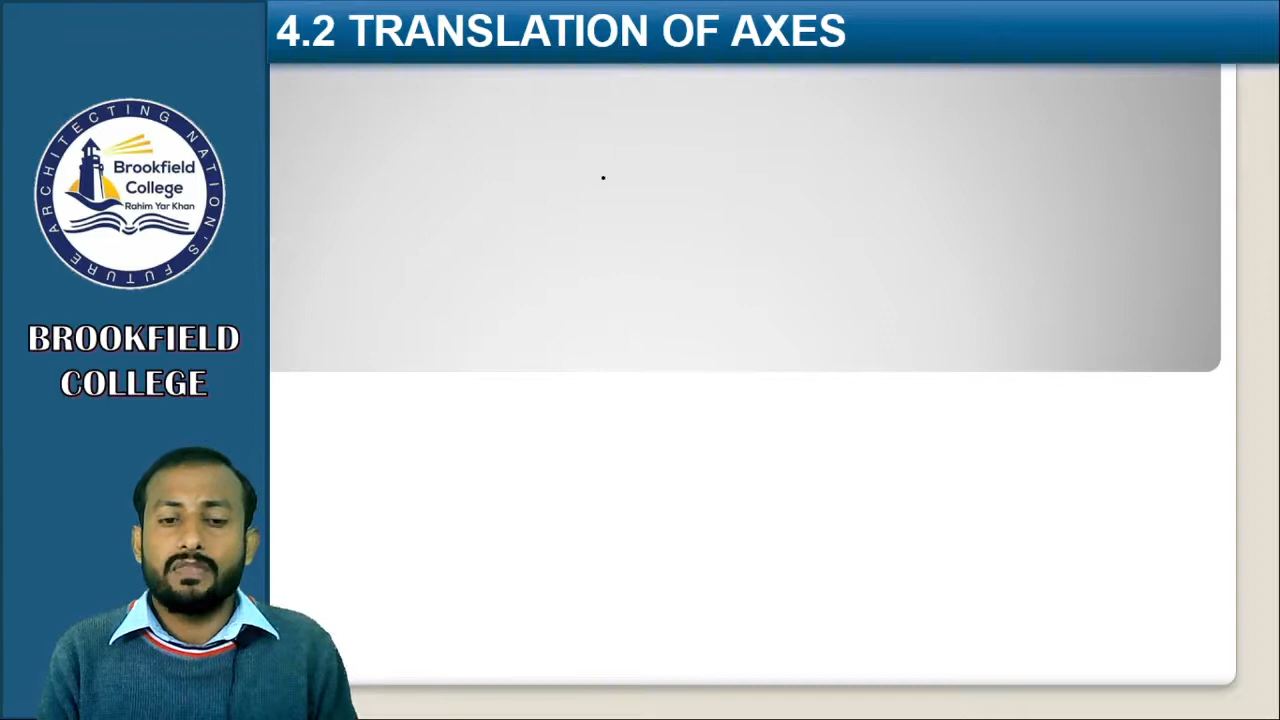 4.2 TRANSLATION OF AXES
ARCHITECTING NATION'S FUTURE
Brookfield
College
Rahim Yar Khan
BROOKFIELD
COLLEGE